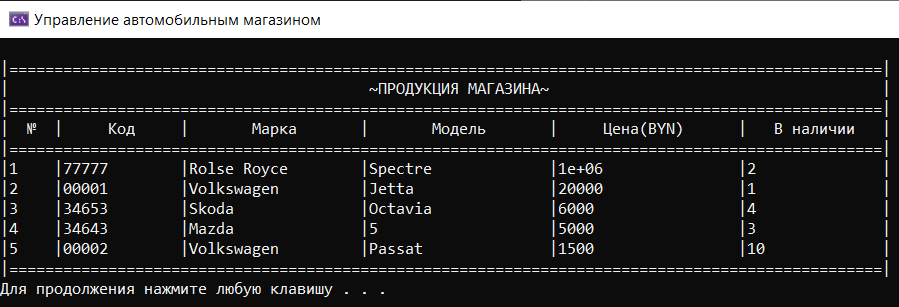 C:\ Управление автомобильным магазином
|=================================================================================================|
| ~ПРОДУКЦИЯ МАГАЗИНА~ |
|=================================================================================================|
| № | Код | Марка | Модель | Цена(BYN) | В наличии |
|=================================================================================================|
|1 |77777 |Rolse Royce |Spectre |1e+06 |2 |
|2 |00001 |Volkswagen |Jetta |20000 |1 |
|3 |34653 |Skoda |Octavia |6000 |4 |
|4 |34643 |Mazda |5 |5000 |3 |
|5 |00002 |Volkswagen |Passat |1500 |10 |
|=================================================================================================|
Для продолжения нажмите любую клавишу . . .